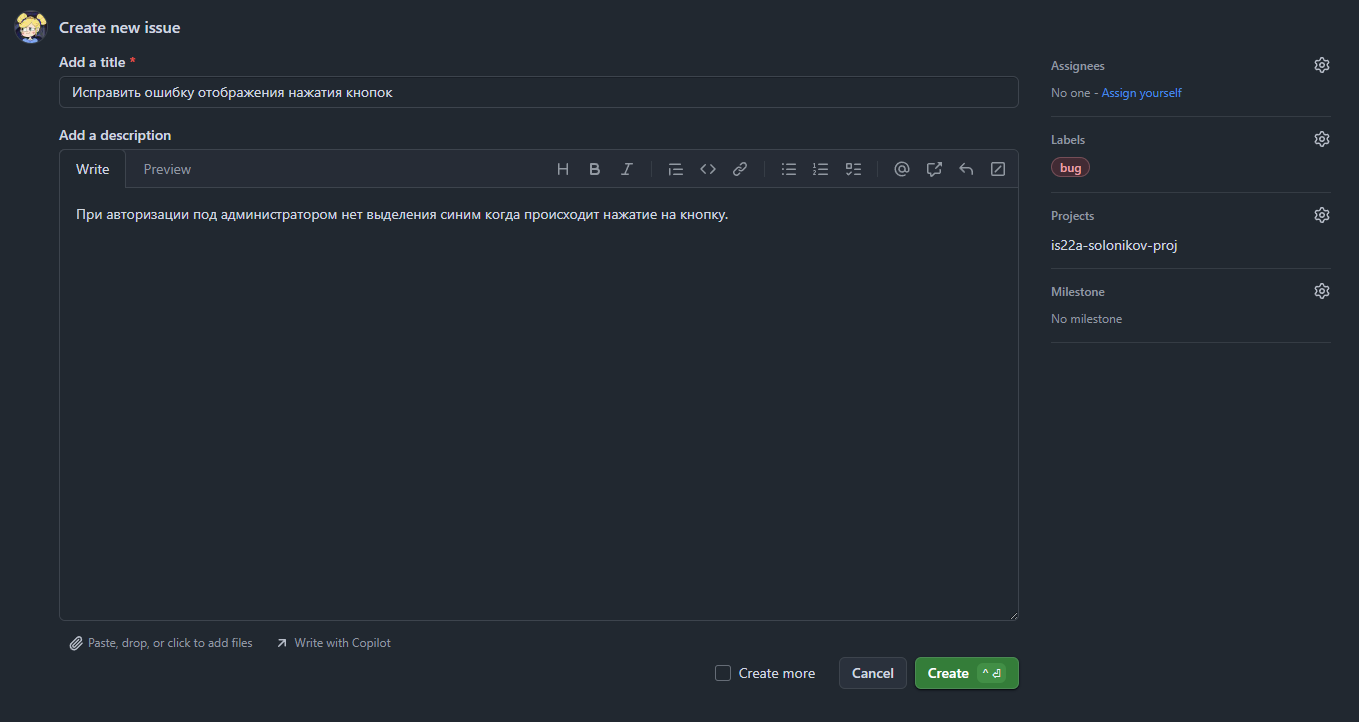 Create new issue
Add a title *
Исправить ошибку отображения нажатия кнопок
Add a description
Write
Preview
При авторизации под администратором нет выделения синим когда происходит нажатие на кнопку.
Paste, drop, or click to add files
Write with Copilot
Create more
Cancel
Create
Assignees
No one - Assign yourself
Labels
bug
Projects
is22a-solonikov-proj
Milestone
No milestone